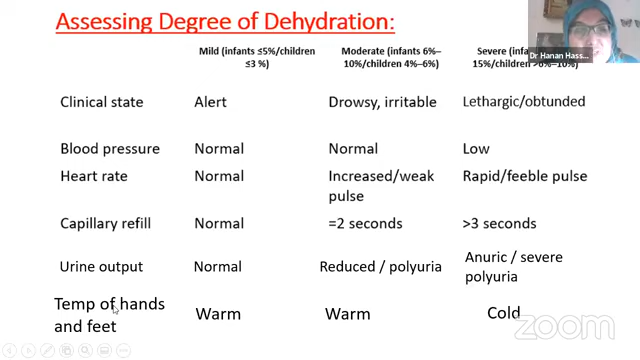 Assessing Degree of Dehydration:
Mild (infants ≤5%/children
≤3 %)
Moderate (infants 6%–
10%/children 4%–6%)
Severe (inf
15%/children >6%–10%)
Dr Hanan Hass...
Clinical state Alert Drowsy, irritable Lethargic/obtunded
Blood pressure Normal Normal Low
Heart rate Normal Increased/weak Rapid/feeble pulse
pulse
Capillary refill Normal =2 seconds >3 seconds
Urine output Normal Reduced / polyuria Anuric / severe
polyuria
Temp of hands
and feet
Warm Warm Cold
zoom